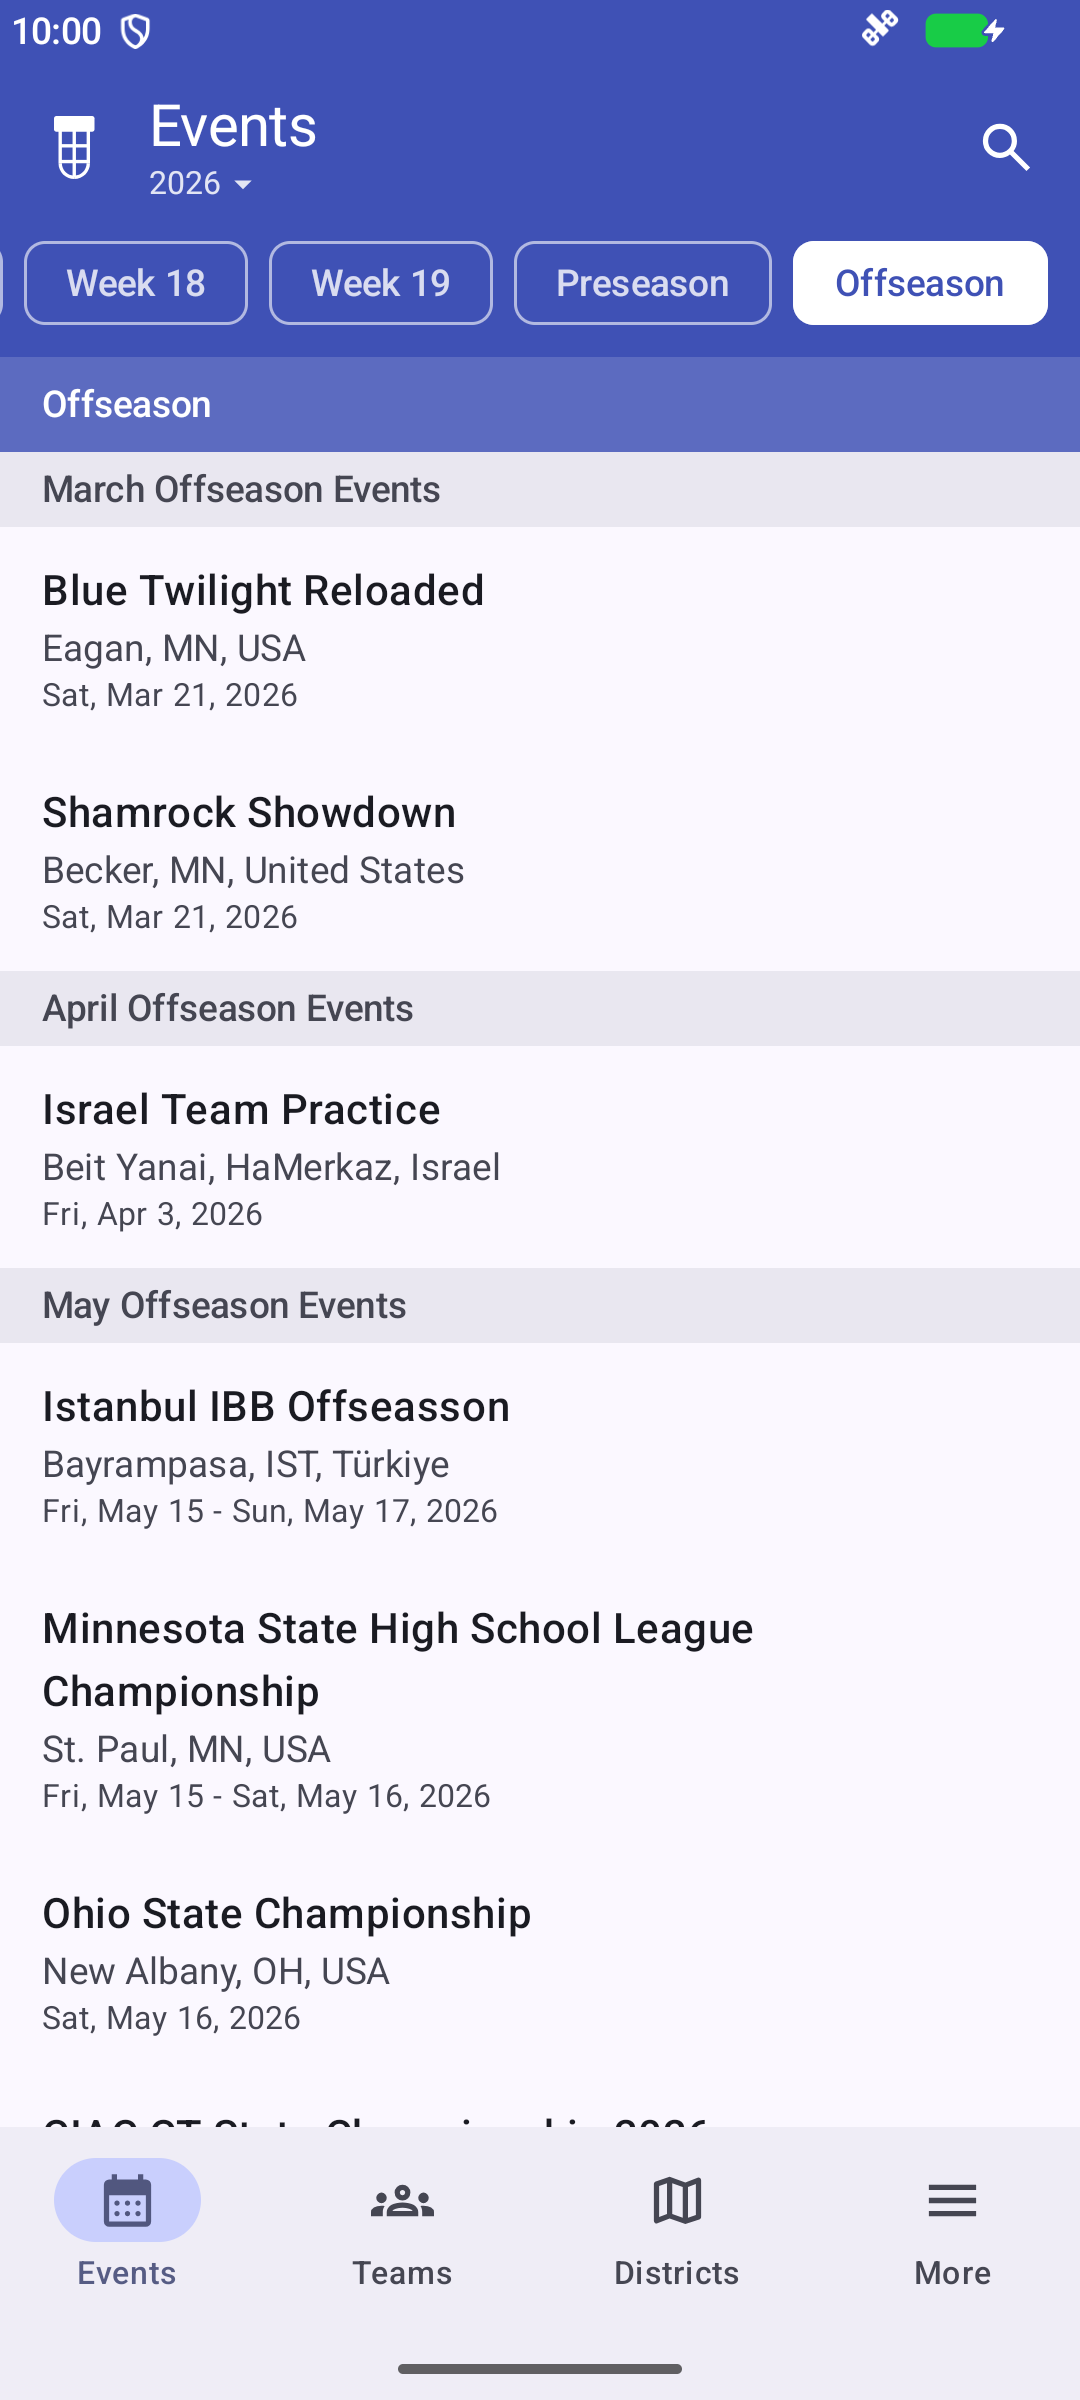 10:00
Events
2026
Week 18
Week 19
Preseason
Offseason
Offseason
March Offseason Events
Blue Twilight Reloaded
Eagan, MN, USA
Sat, Mar 21, 2026
Shamrock Showdown
Becker, MN, United States
Sat, Mar 21, 2026
April Offseason Events
Israel Team Practice
Beit Yanai, HaMerkaz, Israel
Fri, Apr 3, 2026
May Offseason Events
Istanbul IBB Offseasson
Bayrampasa, IST, Türkiye
Fri, May 15 - Sun, May 17, 2026
Minnesota State High School League
Championship
St. Paul, MN, USA
Fri, May 15 - Sat, May 16, 2026
Ohio State Championship
New Albany, OH, USA
Sat, May 16, 2026
Events
Teams
Districts
More